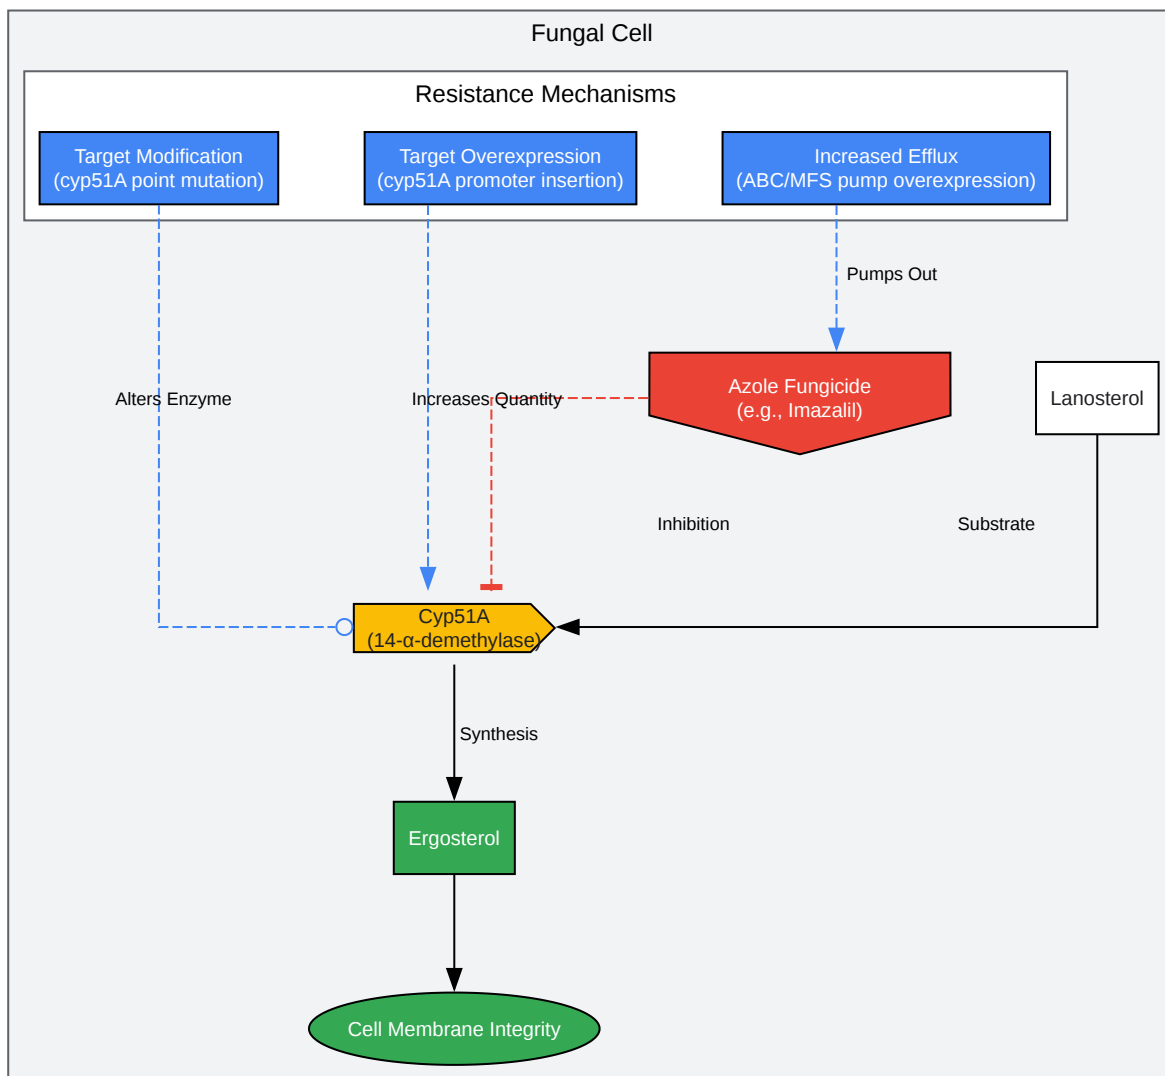 Fungal Cell
Resistance Mechanisms
Target Modification
(cyp51A point mutation)
Target Overexpression
(cyp51A promoter insertion)
Increased Efflux
(ABC/MFS pump overexpression)
Pumps Out
Alters Enzyme
Increases Quantity
Azole Fungicide
(e.g., Imazalil)
Lanosterol
Inhibition
Substrate
Cyp51A
(14-α-demethylase)
Synthesis
Ergosterol
Cell Membrane Integrity